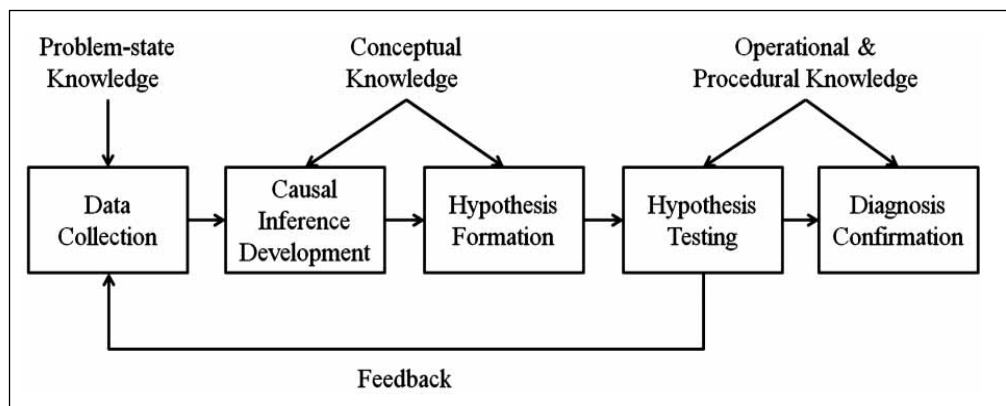 Problem-state
Knowledge
Conceptual
Knowledge
Operational &
Procedural Knowledge
Data
Collection
Causal
Inference
Development
Hypothesis
Formation
Hypothesis
Testing
Diagnosis
Confirmation
Feedback